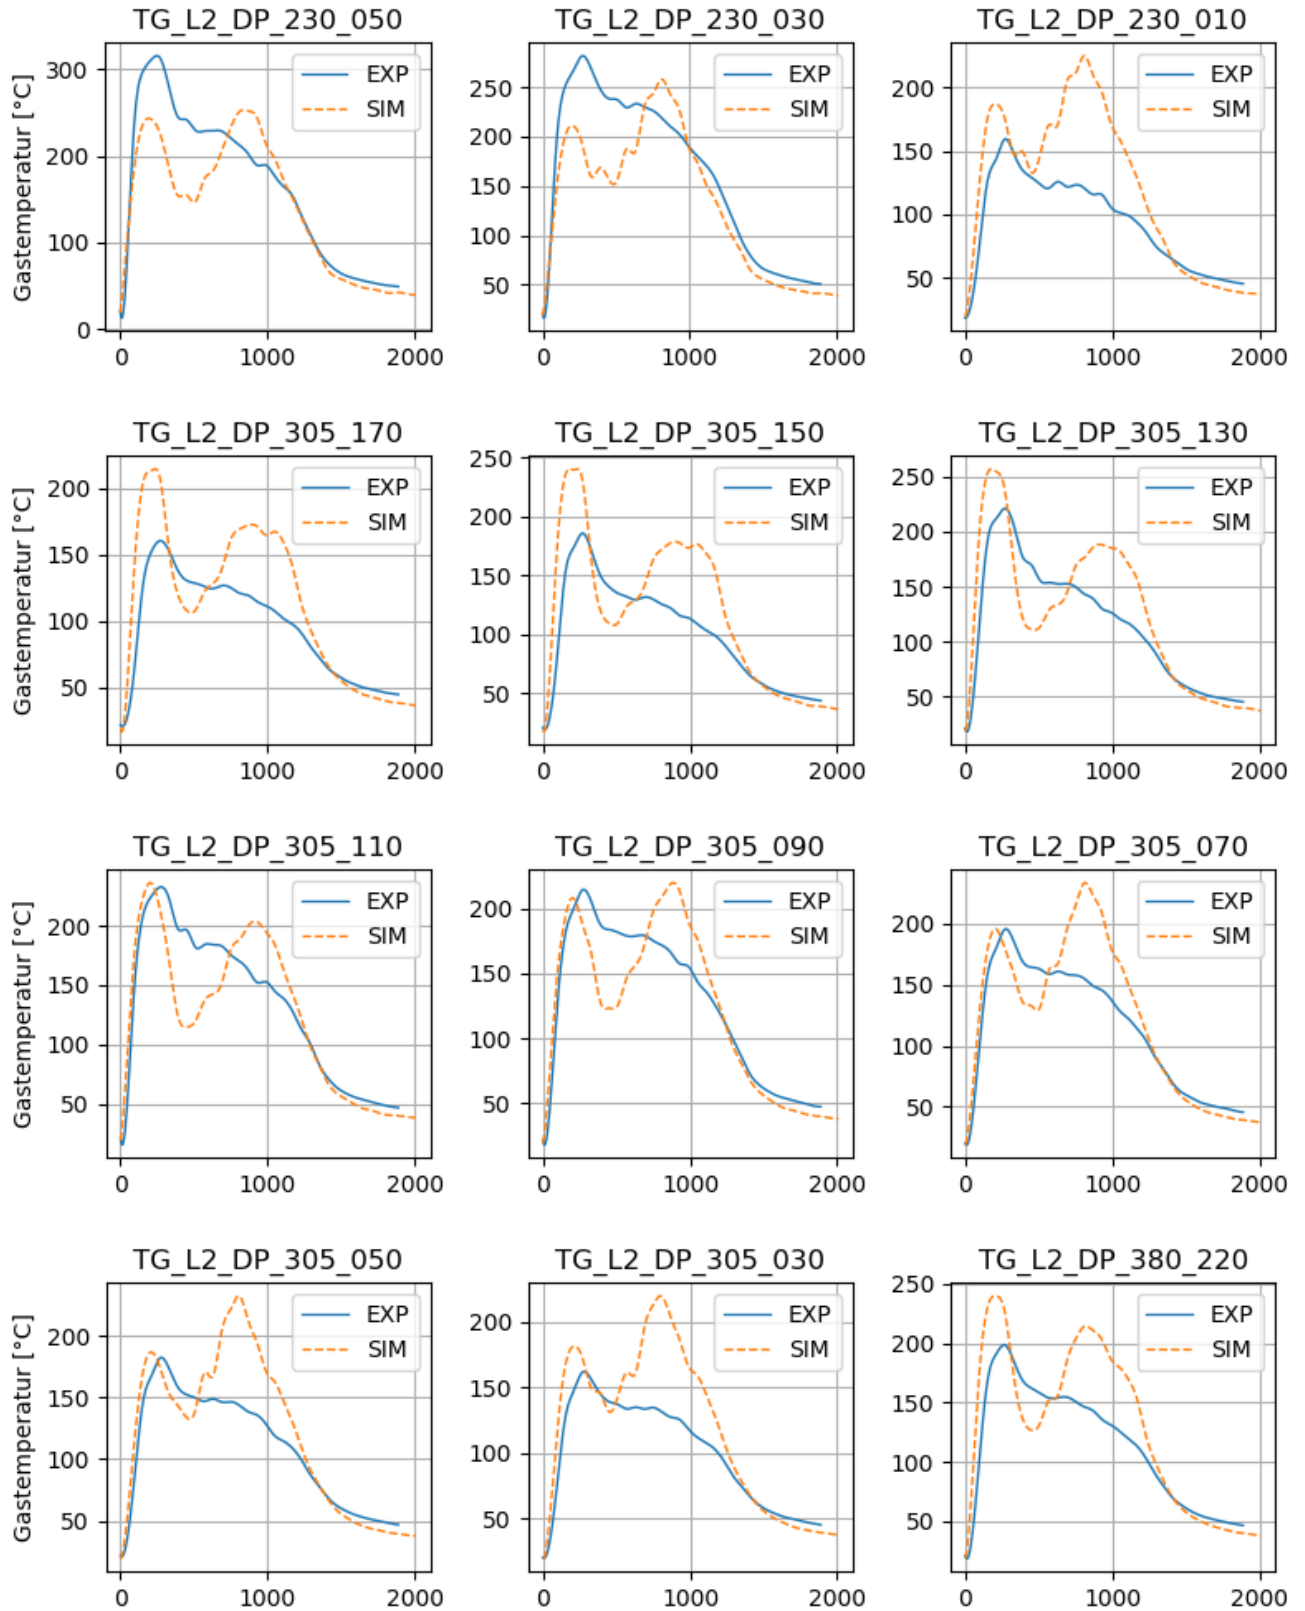 TG_L2_DP_230_050
TG_L2_DP_230_030
TG_L2_DP_230_010
Gastemperatur [°C]
300
200
100
0
EXP
SIM
0
1000
2000
250
200
150
100
50
EXP
SIM
0
1000
2000
200
150
100
50
EXP
SIM
0
1000
2000
TG_L2_DP_305_170
TG_L2_DP_305_150
TG_L2_DP_305_130
Gastemperatur [°C]
200
150
100
50
EXP
SIM
0
1000
2000
250
200
150
100
50
EXP
SIM
0
1000
2000
250
200
150
100
50
EXP
SIM
0
1000
2000
TG_L2_DP_305_110
TG_L2_DP_305_090
TG_L2_DP_305_070
Gastemperatur [°C]
200
150
100
50
EXP
SIM
0
1000
2000
200
150
100
50
EXP
SIM
0
1000
2000
200
150
100
50
EXP
SIM
0
1000
2000
TG_L2_DP_305_050
TG_L2_DP_305_030
TG_L2_DP_380_220
Gastemperatur [°C]
200
150
100
50
EXP
SIM
0
1000
2000
200
150
100
50
EXP
SIM
0
1000
2000
250
200
150
100
50
EXP
SIM
0
1000
2000